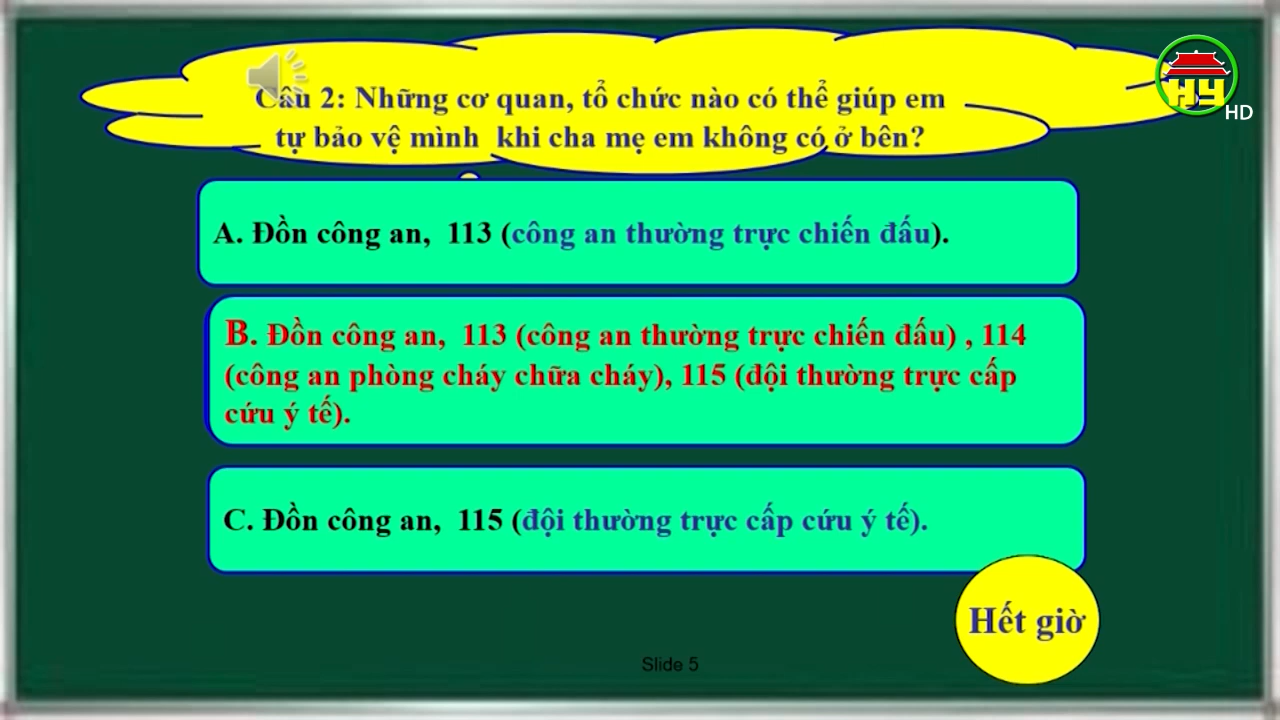 Câu 2: Những cơ quan, tổ chức nào có thể giúp em
tự bảo vệ mình khi cha mẹ em không có ở bên?
HY
HD
A. Đồn công an, 113 (công an thường trực chiến đấu).
B. Đồn công an, 113 (công an thường trực chiến đấu) , 114
(công an phòng cháy chữa cháy), 115 (đội thường trực cấp
cứu ý tế).
C. Đồn công an, 115 (đội thường trực cấp cứu ý tế).
Hết giờ
Slide 5